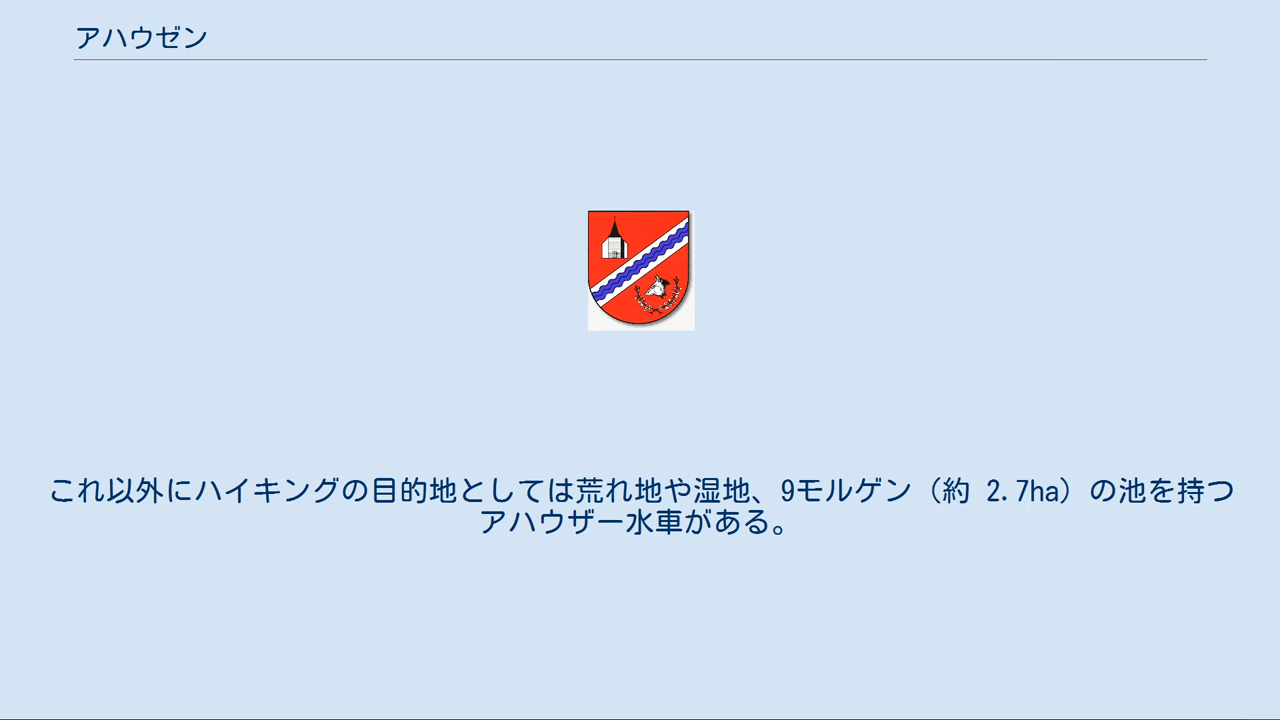 アハウゼン
これ以外にハイキングの目的地としては荒れ地や湿地、9モルゲン（約 2.7ha）の池を持つ
アハウザー水車がある。